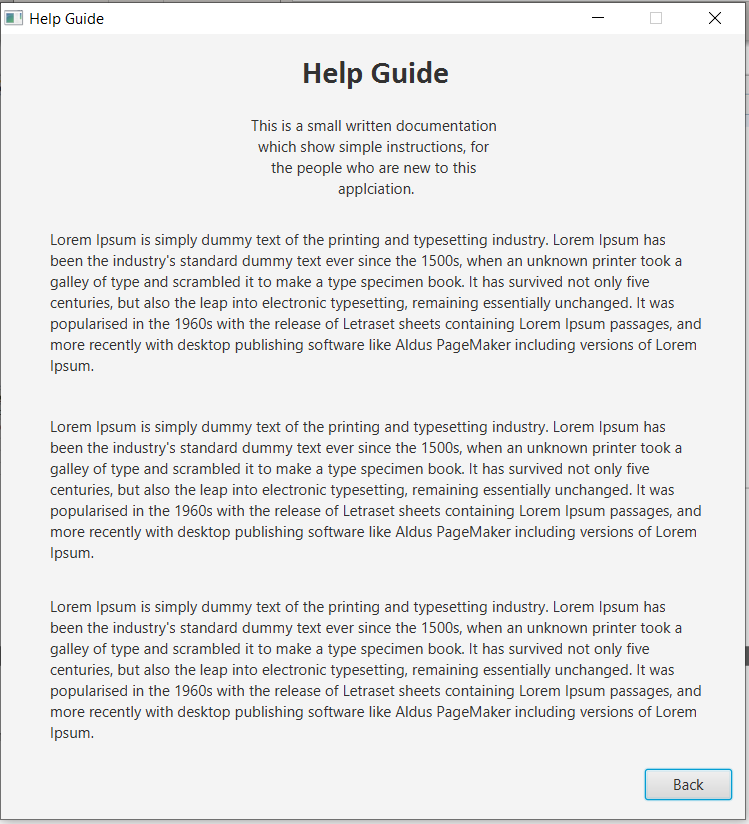 Help Guide
Help Guide
This is a small written documentation
which show simple instructions, for
the people who are new to this
applciation.
Lorem Ipsum is simply dummy text of the printing and typesetting industry. Lorem Ipsum has
been the industry's standard dummy text ever since the 1500s, when an unknown printer took a
galley of type and scrambled it to make a type specimen book. It has survived not only five
centuries, but also the leap into electronic typesetting, remaining essentially unchanged. It was
popularised in the 1960s with the release of Letraset sheets containing Lorem Ipsum passages, and
more recently with desktop publishing software like Aldus PageMaker including versions of Lorem
Ipsum.
Lorem Ipsum is simply dummy text of the printing and typesetting industry. Lorem Ipsum has
been the industry's standard dummy text ever since the 1500s, when an unknown printer took a
galley of type and scrambled it to make a type specimen book. It has survived not only five
centuries, but also the leap into electronic typesetting, remaining essentially unchanged. It was
popularised in the 1960s with the release of Letraset sheets containing Lorem Ipsum passages, and
more recently with desktop publishing software like Aldus PageMaker including versions of Lorem
Ipsum.
Lorem Ipsum is simply dummy text of the printing and typesetting industry. Lorem Ipsum has
been the industry's standard dummy text ever since the 1500s, when an unknown printer took a
galley of type and scrambled it to make a type specimen book. It has survived not only five
centuries, but also the leap into electronic typesetting, remaining essentially unchanged. It was
popularised in the 1960s with the release of Letraset sheets containing Lorem Ipsum passages, and
more recently with desktop publishing software like Aldus PageMaker including versions of Lorem
Ipsum.
Back